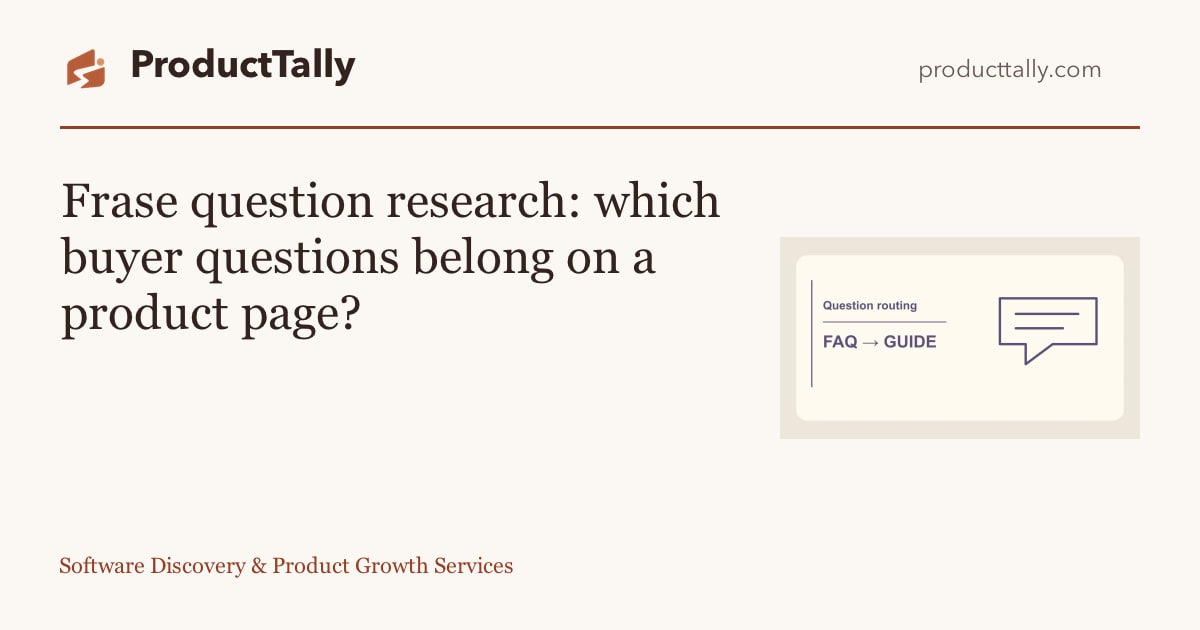 ProductTally
producttally.com
Frase question research: which
buyer questions belong on a
product page?
Question routing
FAQ → GUIDE
Software Discovery & Product Growth Services